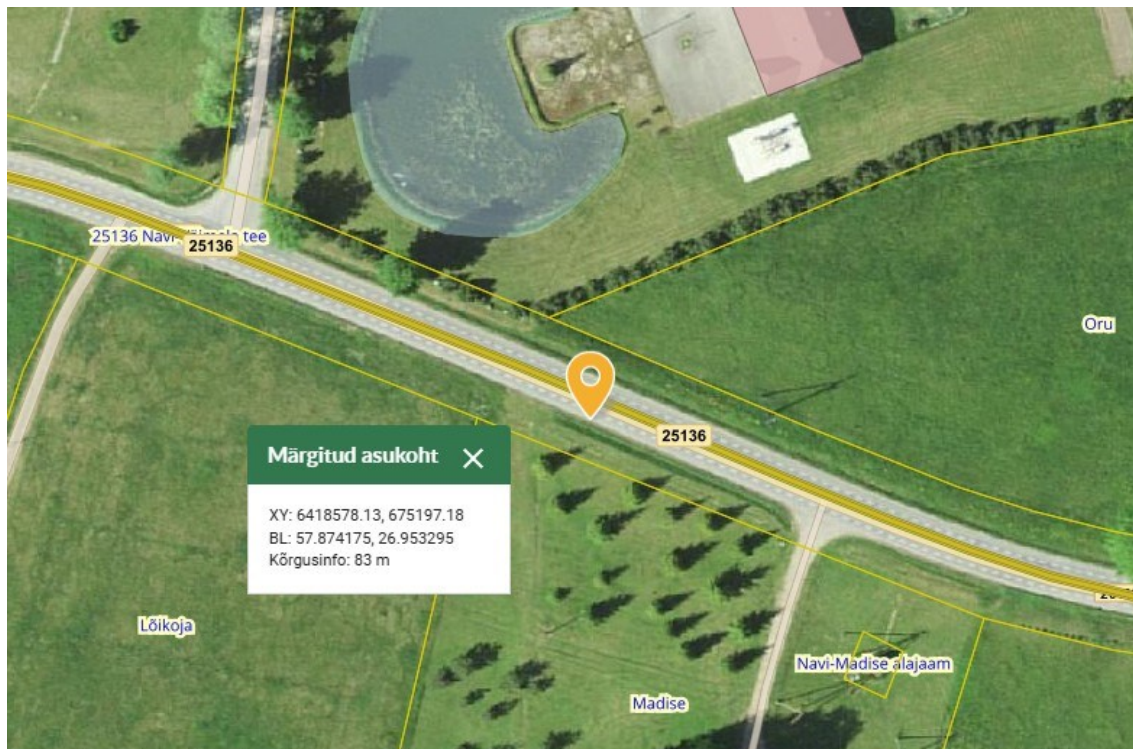 25136 Navi
tee
25136
Oru
25136
Märgitud asukoht
XY: 6418578.13, 675197.18
BL: 57.874175, 26.953295
Kõrgusinfo: 83 m
Lõikoja
Navi-Madise alajaam
Madise